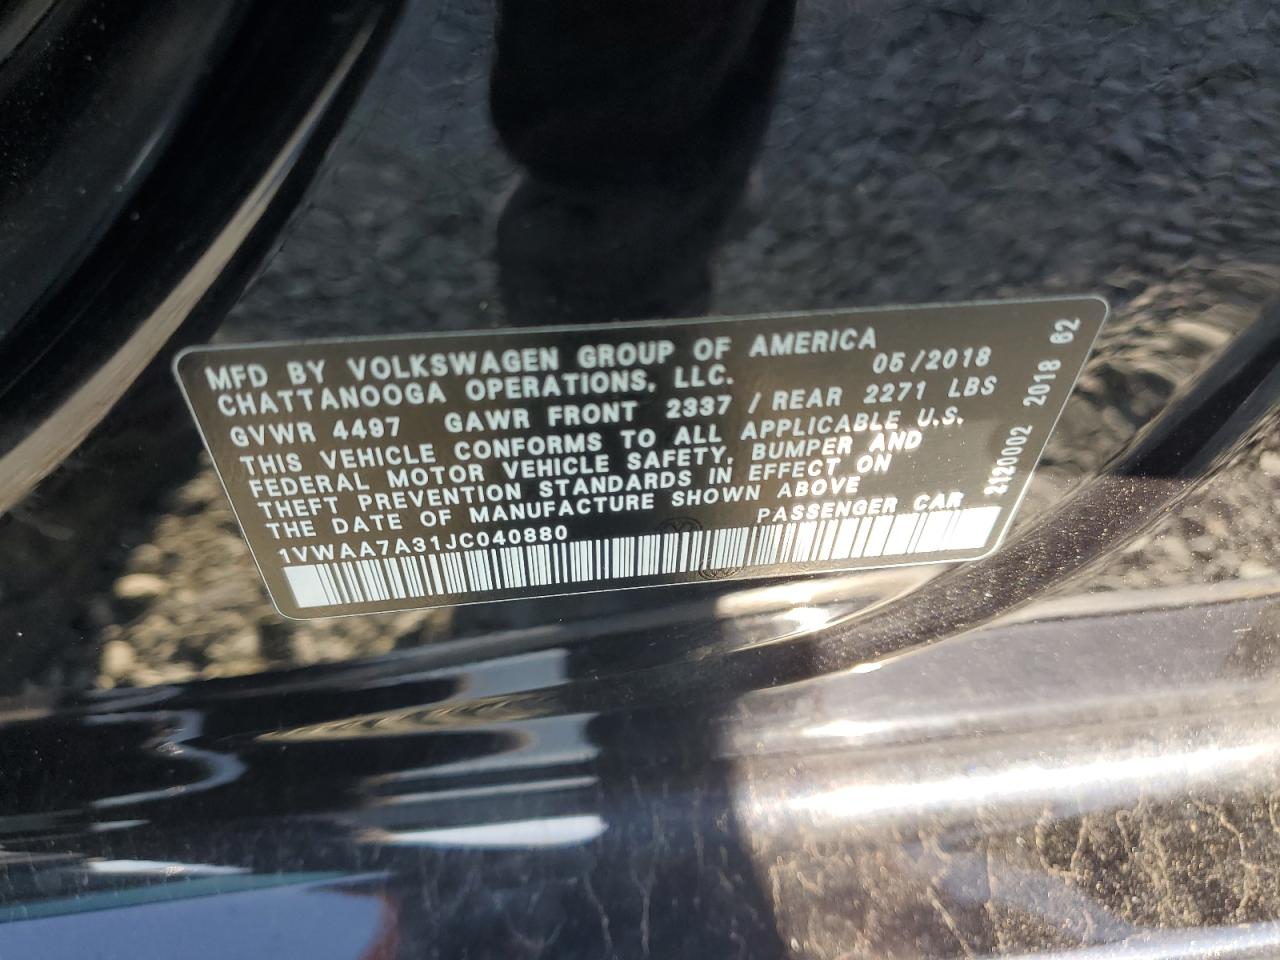 MFD BY VOLKSWAGEN GROUP OF AMERICA
CHATTANOOGA OPERATIONS, LLC. 05/2018
GVWR 4497 GAWR FRONT 2337 / REAR 2271 LBS
THIS VEHICLE CONFORMS TO ALL APPLICABLE U.S.
FEDERAL MOTOR VEHICLE SAFETY, BUMPER AND
THEFT PREVENTION STANDARDS IN EFFECT ON
THE DATE OF MANUFACTURE SHOWN ABOVE
PASSENGER CAR
1VWAA7A31JC040880
2120002 2018 62